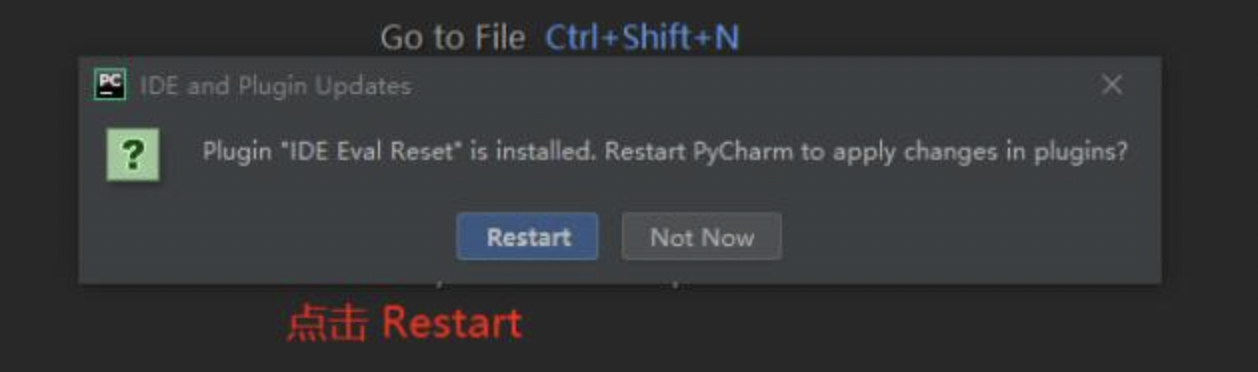 Go to File Ctrl+Shift+N
PC
IDE and Plugin Updates
?
Plugin "IDE Eval Reset" is installed. Restart PyCharm to apply changes in plugins?
Restart
Not Now
点击 Restart